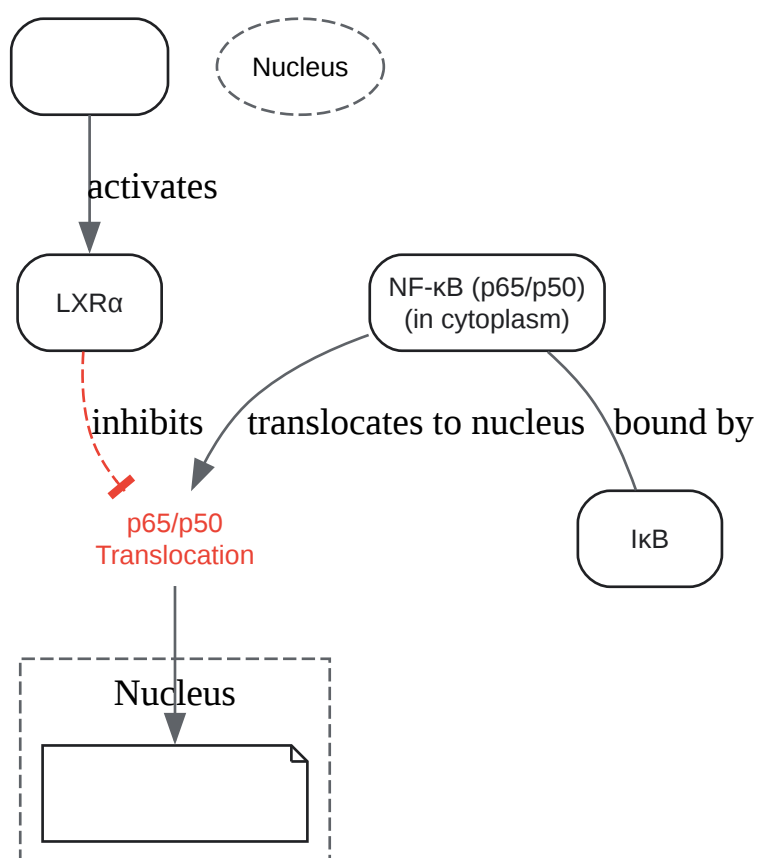 Nucleus
activates
LXRα
NF-κB (p65/p50)
(in cytoplasm)
inhibits
translocates to nucleus
bound by
p65/p50
Translocation
IκB
Nucleus